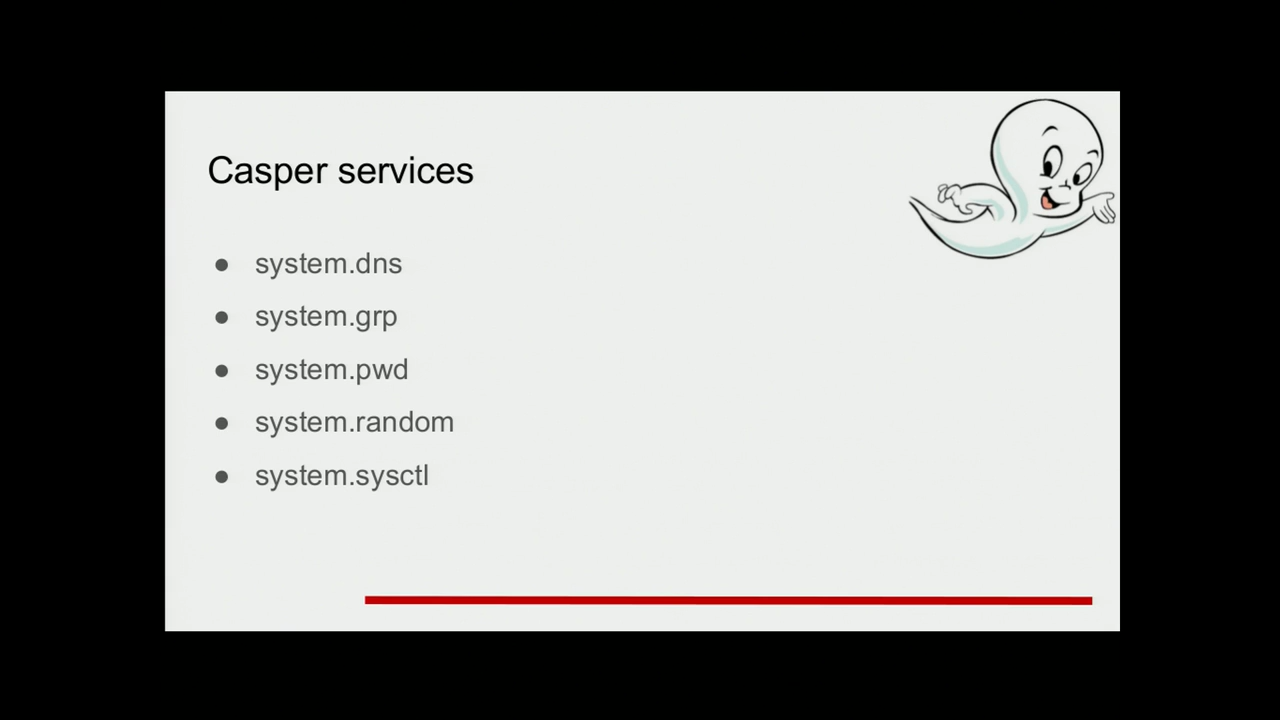 Casper services
● system.dns
● system.grp
● system.pwd
● system.random
● system.sysctl